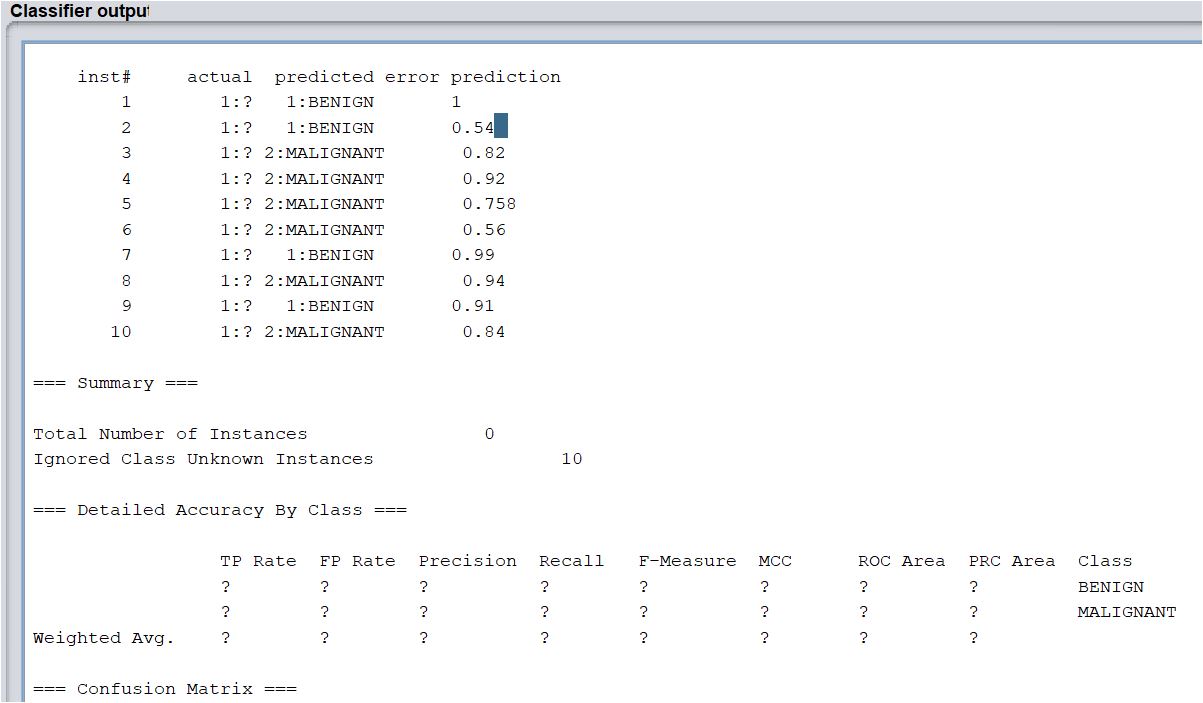 Classifier output
inst# actual predicted error prediction
1 1:? 1:BENIGN 1
2 1:? 1:BENIGN 0.54
3 1:? 2:MALIGNANT 0.82
4 1:? 2:MALIGNANT 0.92
5 1:? 2:MALIGNANT 0.758
6 1:? 2:MALIGNANT 0.56
7 1:? 1:BENIGN 0.99
8 1:? 2:MALIGNANT 0.94
9 1:? 1:BENIGN 0.91
10 1:? 2:MALIGNANT 0.84
=== Summary ===
Total Number of Instances 0
Ignored Class Unknown Instances 10
=== Detailed Accuracy By Class ===
TP Rate FP Rate Precision Recall F-Measure MCC ROC Area PRC Area Class
? ? ? ? ? ? ? ? BENIGN
? ? ? ? ? ? ? ? MALIGNANT
Weighted Avg. ? ? ? ? ? ? ? ?
=== Confusion Matrix ===